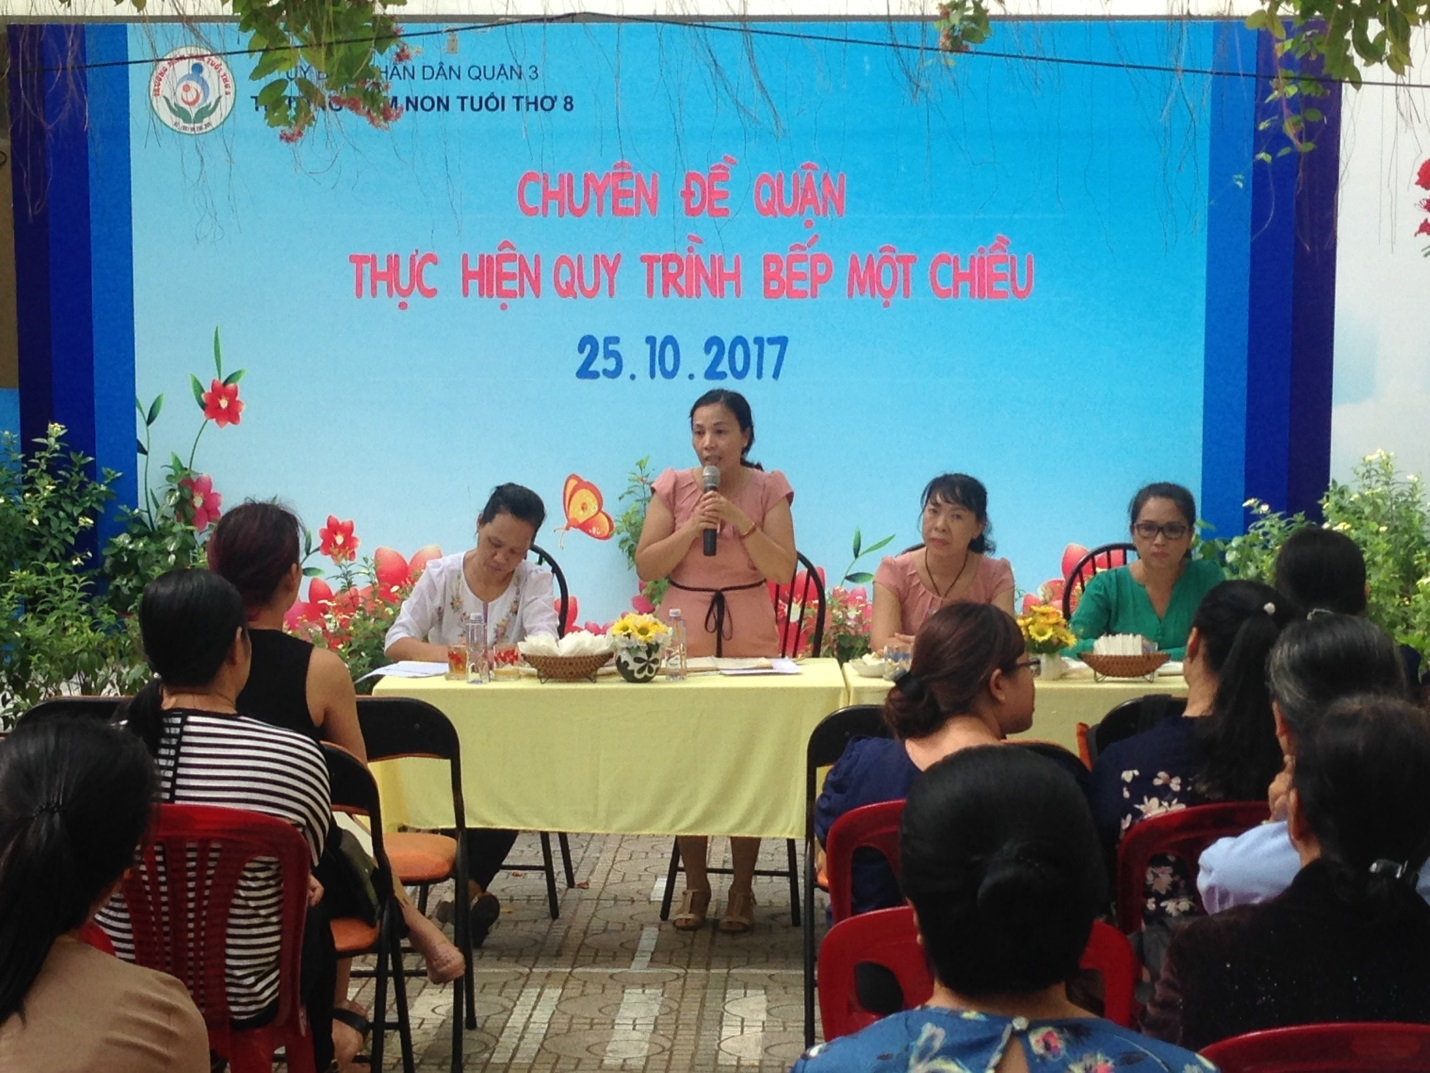 DÂN QUẬN 3
NON TUỔI THƠ 8
CHUYÊN ĐỀ QUẬN
THỰC HIỆN QUY TRÌNH BẾP MỘT CHIỀU
25.10.2017